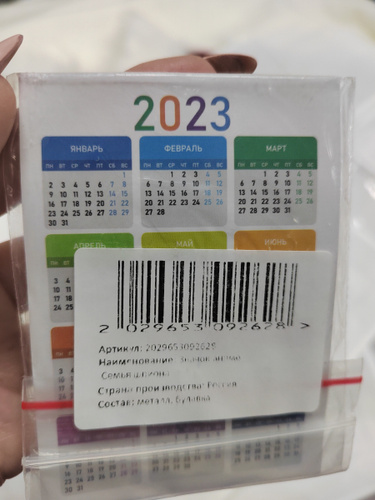 2023
ЯНВАРЬ ФЕВРАЛЬ МАРТ
ПН ВТ СР ЧТ ПТ СБ ВС ПН ВТ СР ЧТ ПТ СБ ВС ПН ВТ СР ЧТ ПТ СБ ВС
1 1 2 3 4 5 1 2 3 4 5
2 3 4 5 6 7 8 6 7 8 9 10 11 12 6 7 8 9 10 11 12
9 10 11 12 13 14 15 13 14 15 16 17 18 19 13 14 15 16 17 18 19
16 17 18 19 20 21 22 20 21 22 23 24 25 26 20 21 22 23 24 25 26
23 24 25 26 27 28 29 27 28 27 28 29 30 31
30 31
АПРЕЛЬ МАЙ ИЮНЬ
2 029653 092628 >
Артикул: 2029653092628
Наименование: Значок аниме
Семья шпиона
Страна производства: Россия
Состав: металл, булавка